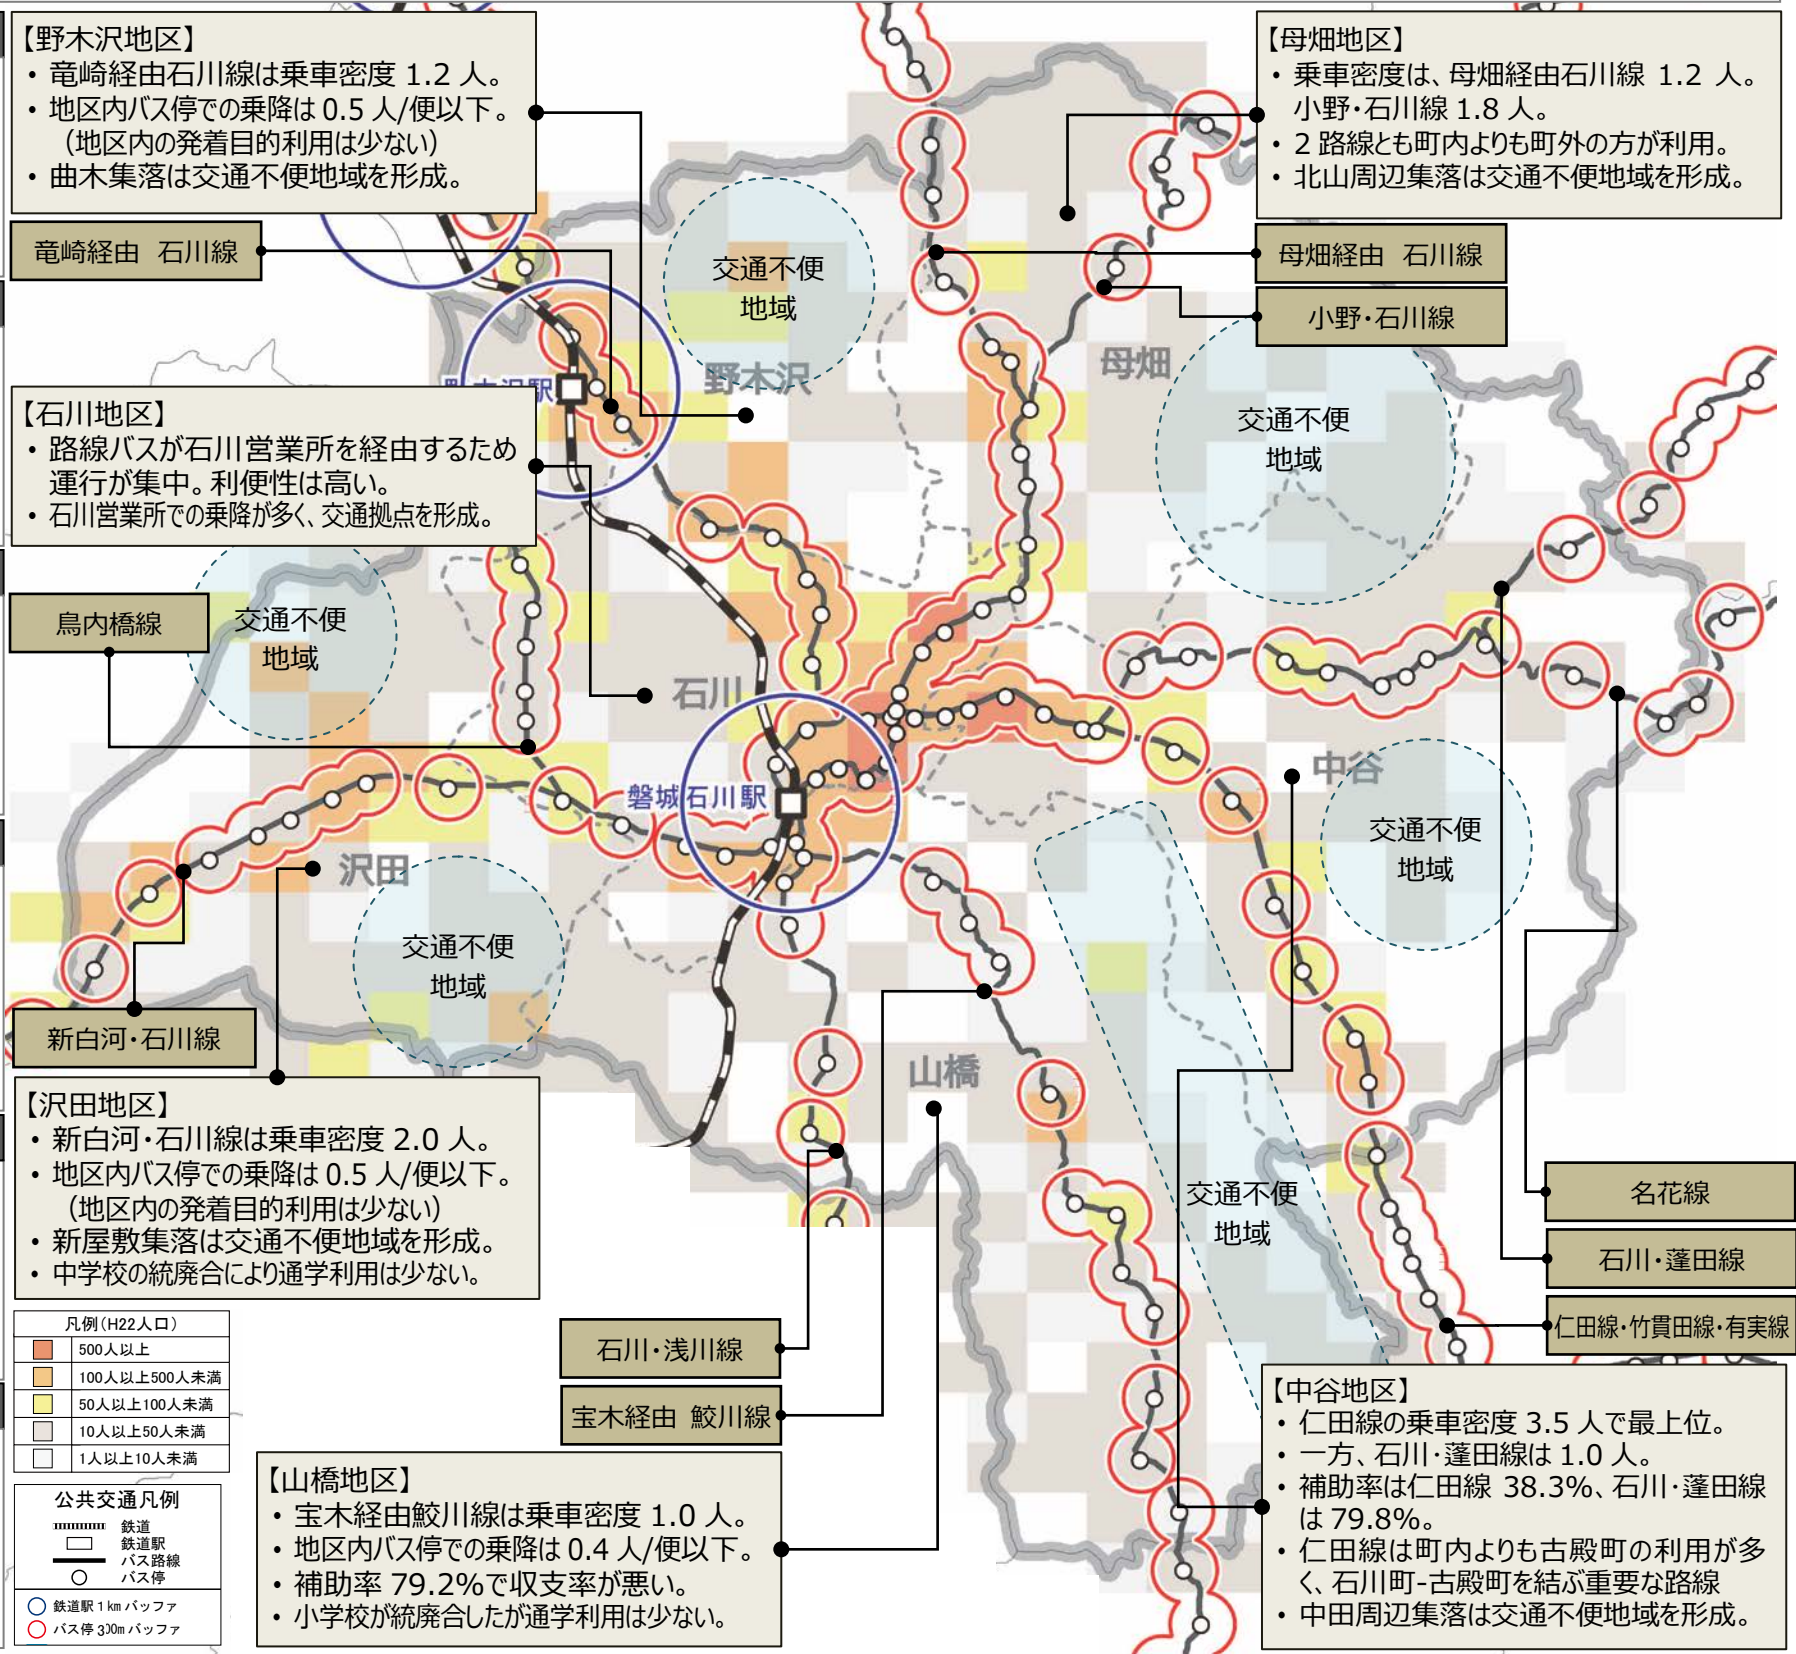 【野木沢地区】
・ 竜崎経由石川線は乗車密度 1.2 人。
・ 地区内バス停での乗降は 0.5 人/便以下。
（地区内の発着目的利用は少ない）
・ 曲木集落は交通不便地域を形成。
【母畑地区】
・ 乗車密度は、母畑経由石川線 1.2 人。
小野・石川線 1.8 人。
・ 2 路線とも町内よりも町外の方が利用。
・ 北山周辺集落は交通不便地域を形成。
竜崎経由 石川線
母畑経由 石川線
小野・石川線
交通不便
地域
野木沢
母畑
【石川地区】
・ 路線バスが石川営業所を経由するため
運行が集中。利便性は高い。
・ 石川営業所での乗降が多く、交通拠点を形成。
交通不便
地域
鳥内橋線
交通不便
地域
石川
磐城石川駅
中谷
交通不便
地域
沢田
交通不便
地域
新白河・石川線
山橋
【沢田地区】
・ 新白河・石川線は乗車密度 2.0 人。
・ 地区内バス停での乗降は 0.5 人/便以下。
（地区内の発着目的利用は少ない）
・ 新屋敷集落は交通不便地域を形成。
・ 中学校の統廃合により通学利用は少ない。
交通不便
地域
名花線
石川・蓬田線
仁田線・竹貫田線・有実線
石川・浅川線
宝木経由 鮫川線
凡例(H22人口)
500人以上
100人以上500人未満
50人以上100人未満
10人以上50人未満
1人以上10人未満
公共交通凡例
鉄道
鉄道駅
バス路線
バス停
鉄道駅 1 km バッファ
バス停 300m バッファ
【山橋地区】
・ 宝木経由鮫川線は乗車密度 1.0 人。
・ 地区内バス停での乗降は 0.4 人/便以下。
・ 補助率 79.2%で収支率が悪い。
・ 小学校が統廃合したが通学利用は少ない。
【中谷地区】
・ 仁田線の乗車密度 3.5 人で最上位。
・ 一方、石川・蓬田線は 1.0 人。
・ 補助率は仁田線 38.3%、石川・蓬田線
は 79.8%。
・ 仁田線は町内よりも古殿町の利用が多
く、石川町-古殿町を結ぶ重要な路線
・ 中田周辺集落は交通不便地域を形成。